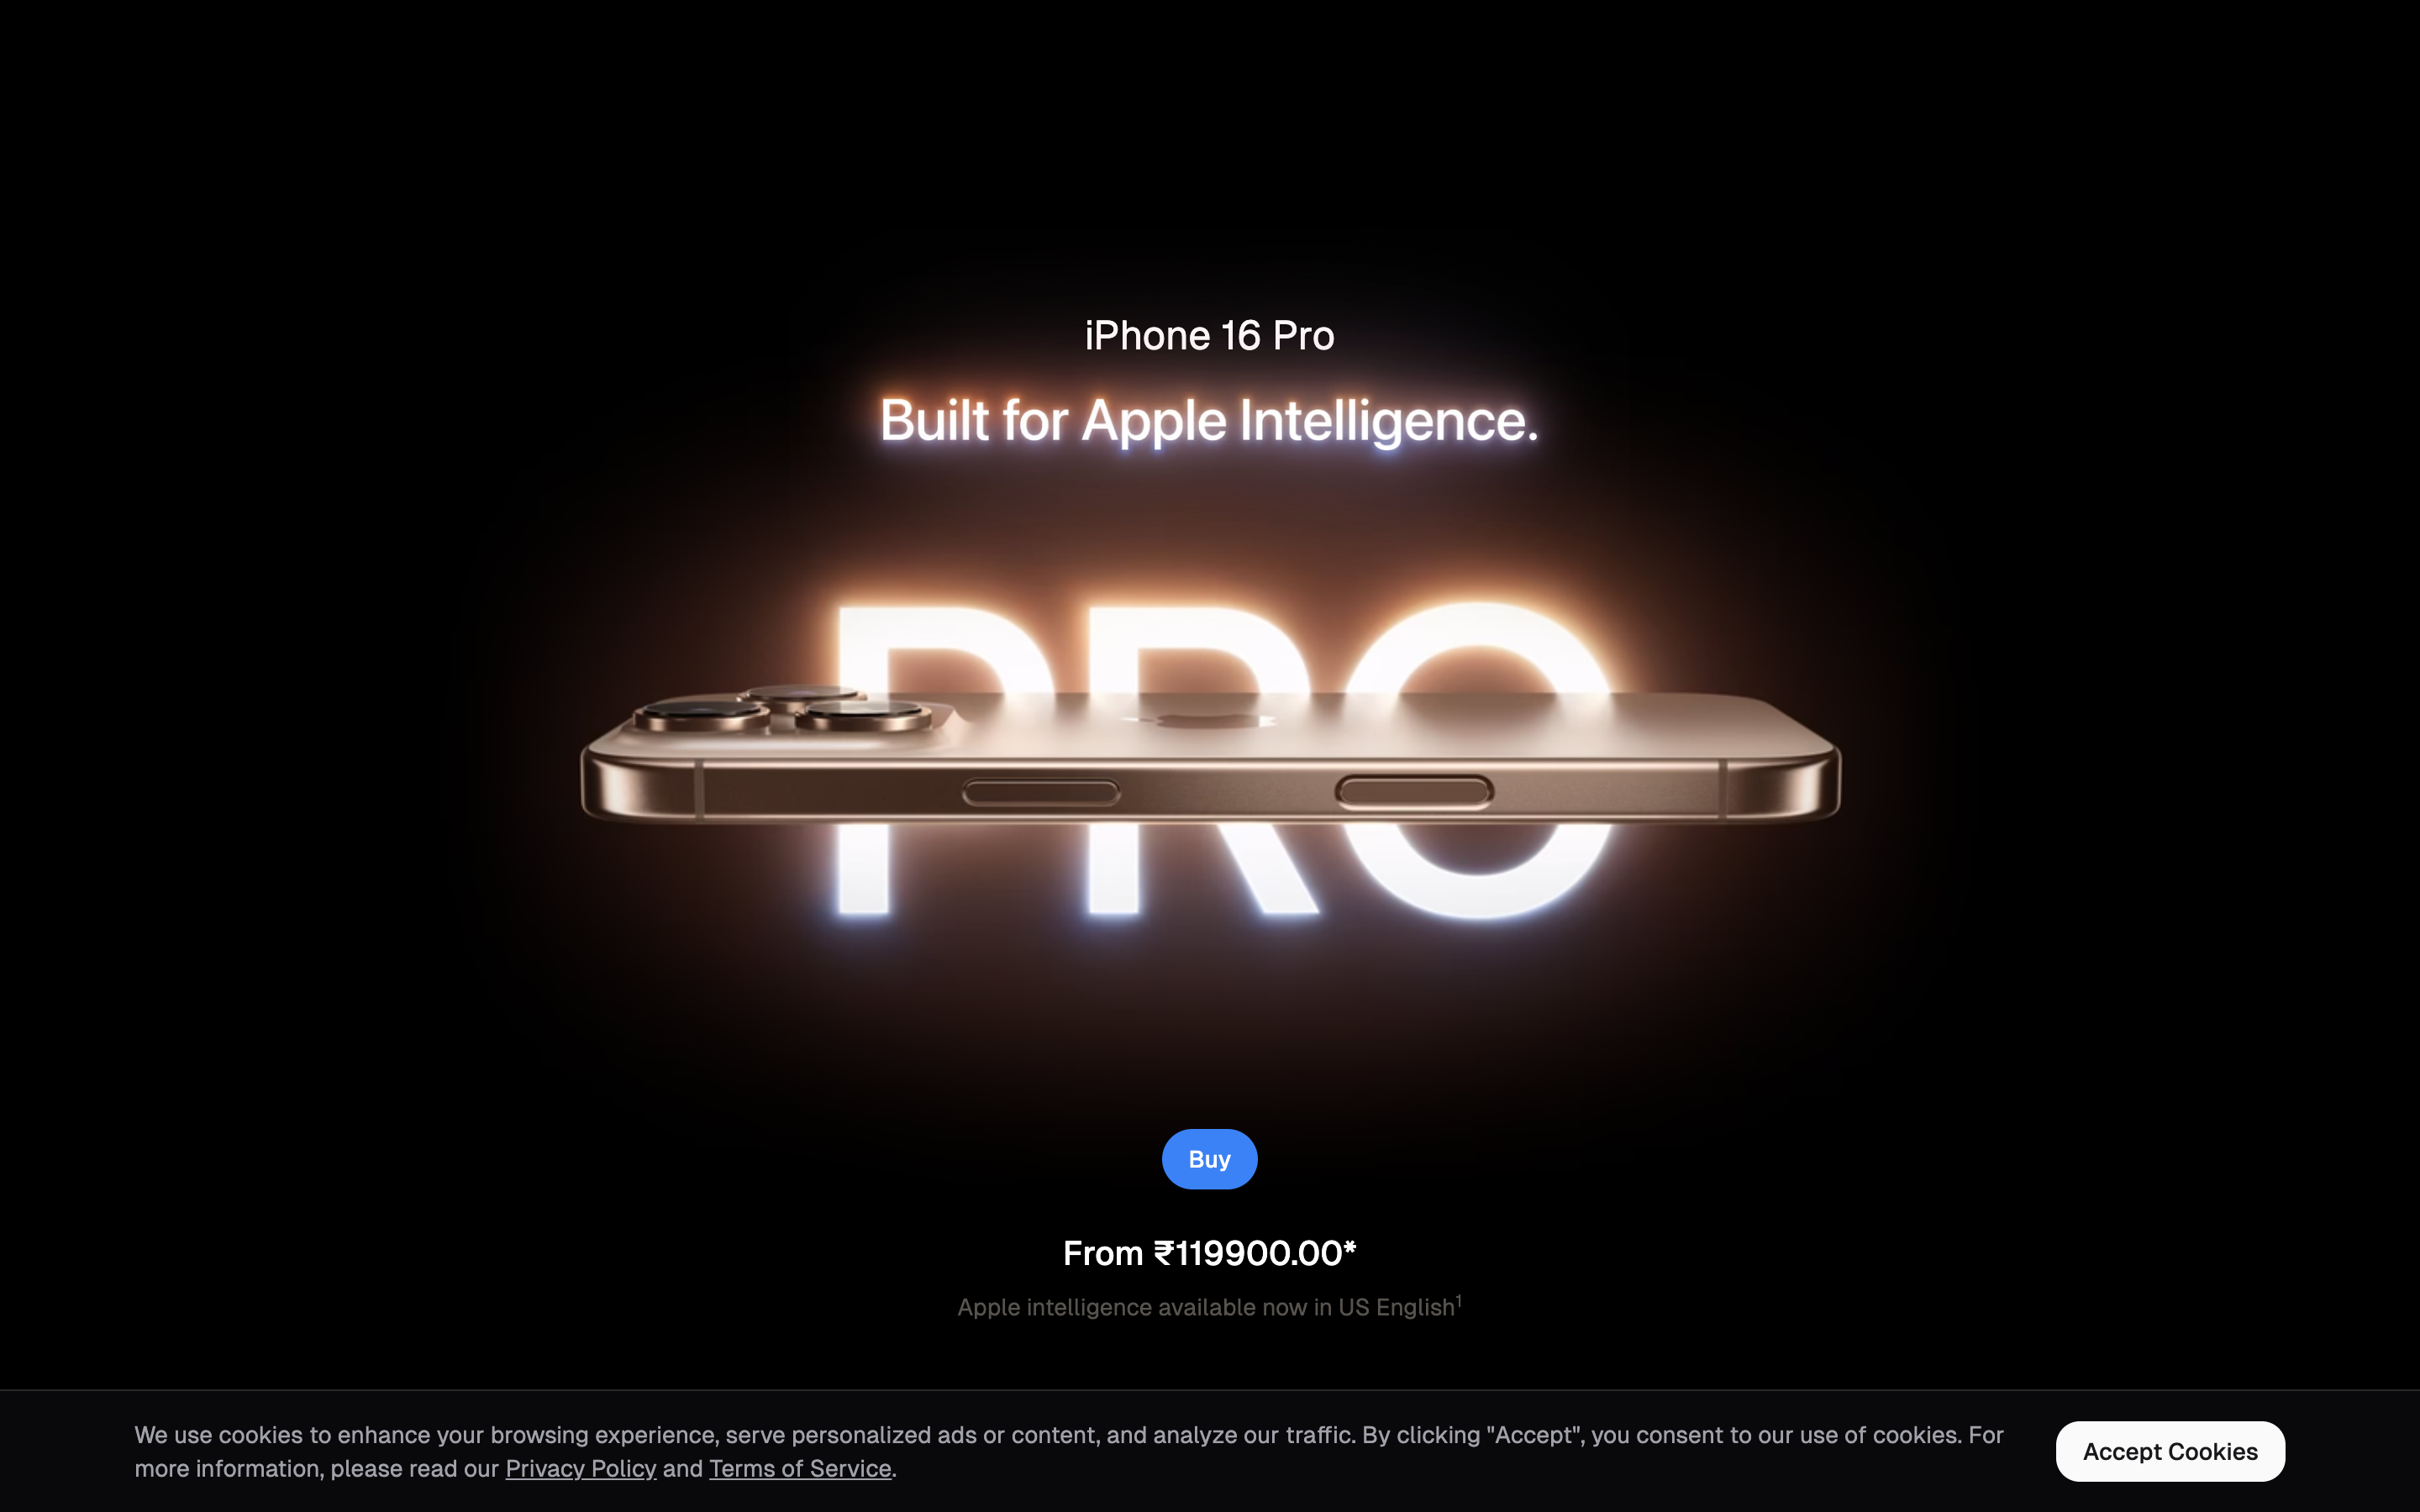 iPhone 16 Pro
Built for Apple Intelligence.
PRO
Buy
From ₹119900.00*
Apple intelligence available now in US English¹
We use cookies to enhance your browsing experience, serve personalized ads or content, and analyze our traffic. By clicking "Accept", you consent to our use of cookies. For
more information, please read our Privacy Policy and Terms of Service.
Accept Cookies